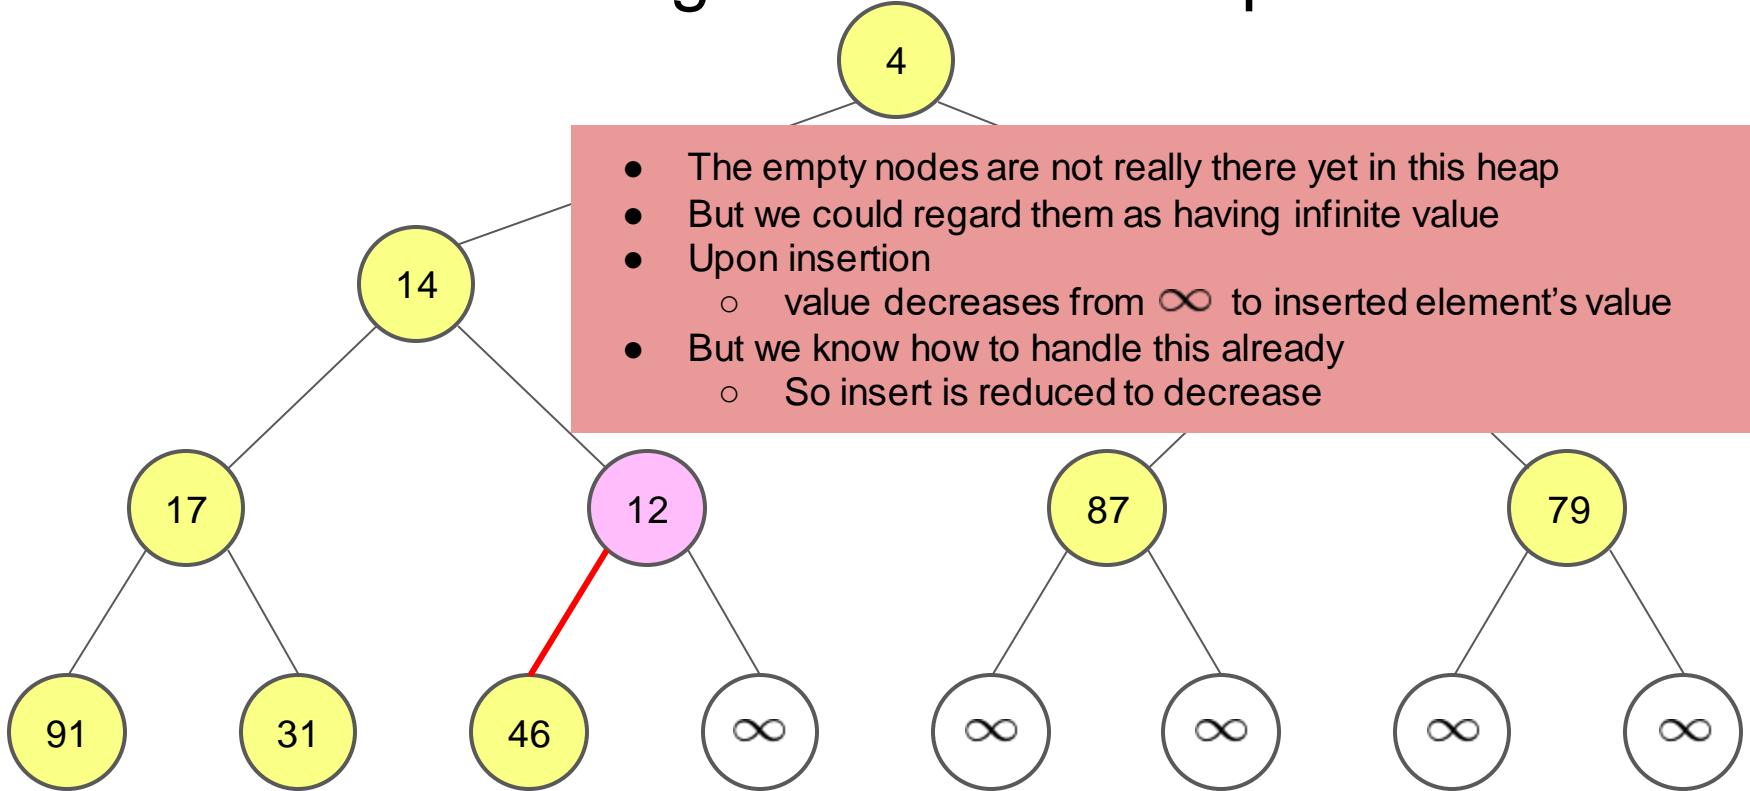 4
● The empty nodes are not really there yet in this heap
● But we could regard them as having infinite value
● Upon insertion
○ value decreases from ∞ to inserted element's value
● But we know how to handle this already
○ So insert is reduced to decrease
14
17 12 87 79
91 31 46 ∞ ∞ ∞ ∞ ∞